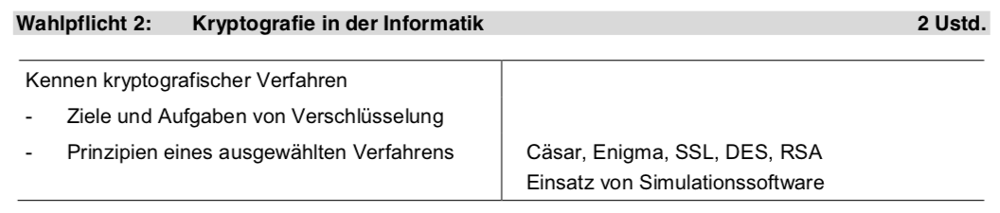 Wahlpflicht 2: Kryptografie in der Informatik 2 Ustd.
Kennen kryptografischer Verfahren
- Ziele und Aufgaben von Verschlüsselung
- Prinzipien eines ausgewählten Verfahrens Cäsar, Enigma, SSL, DES, RSA
Einsatz von Simulationssoftware